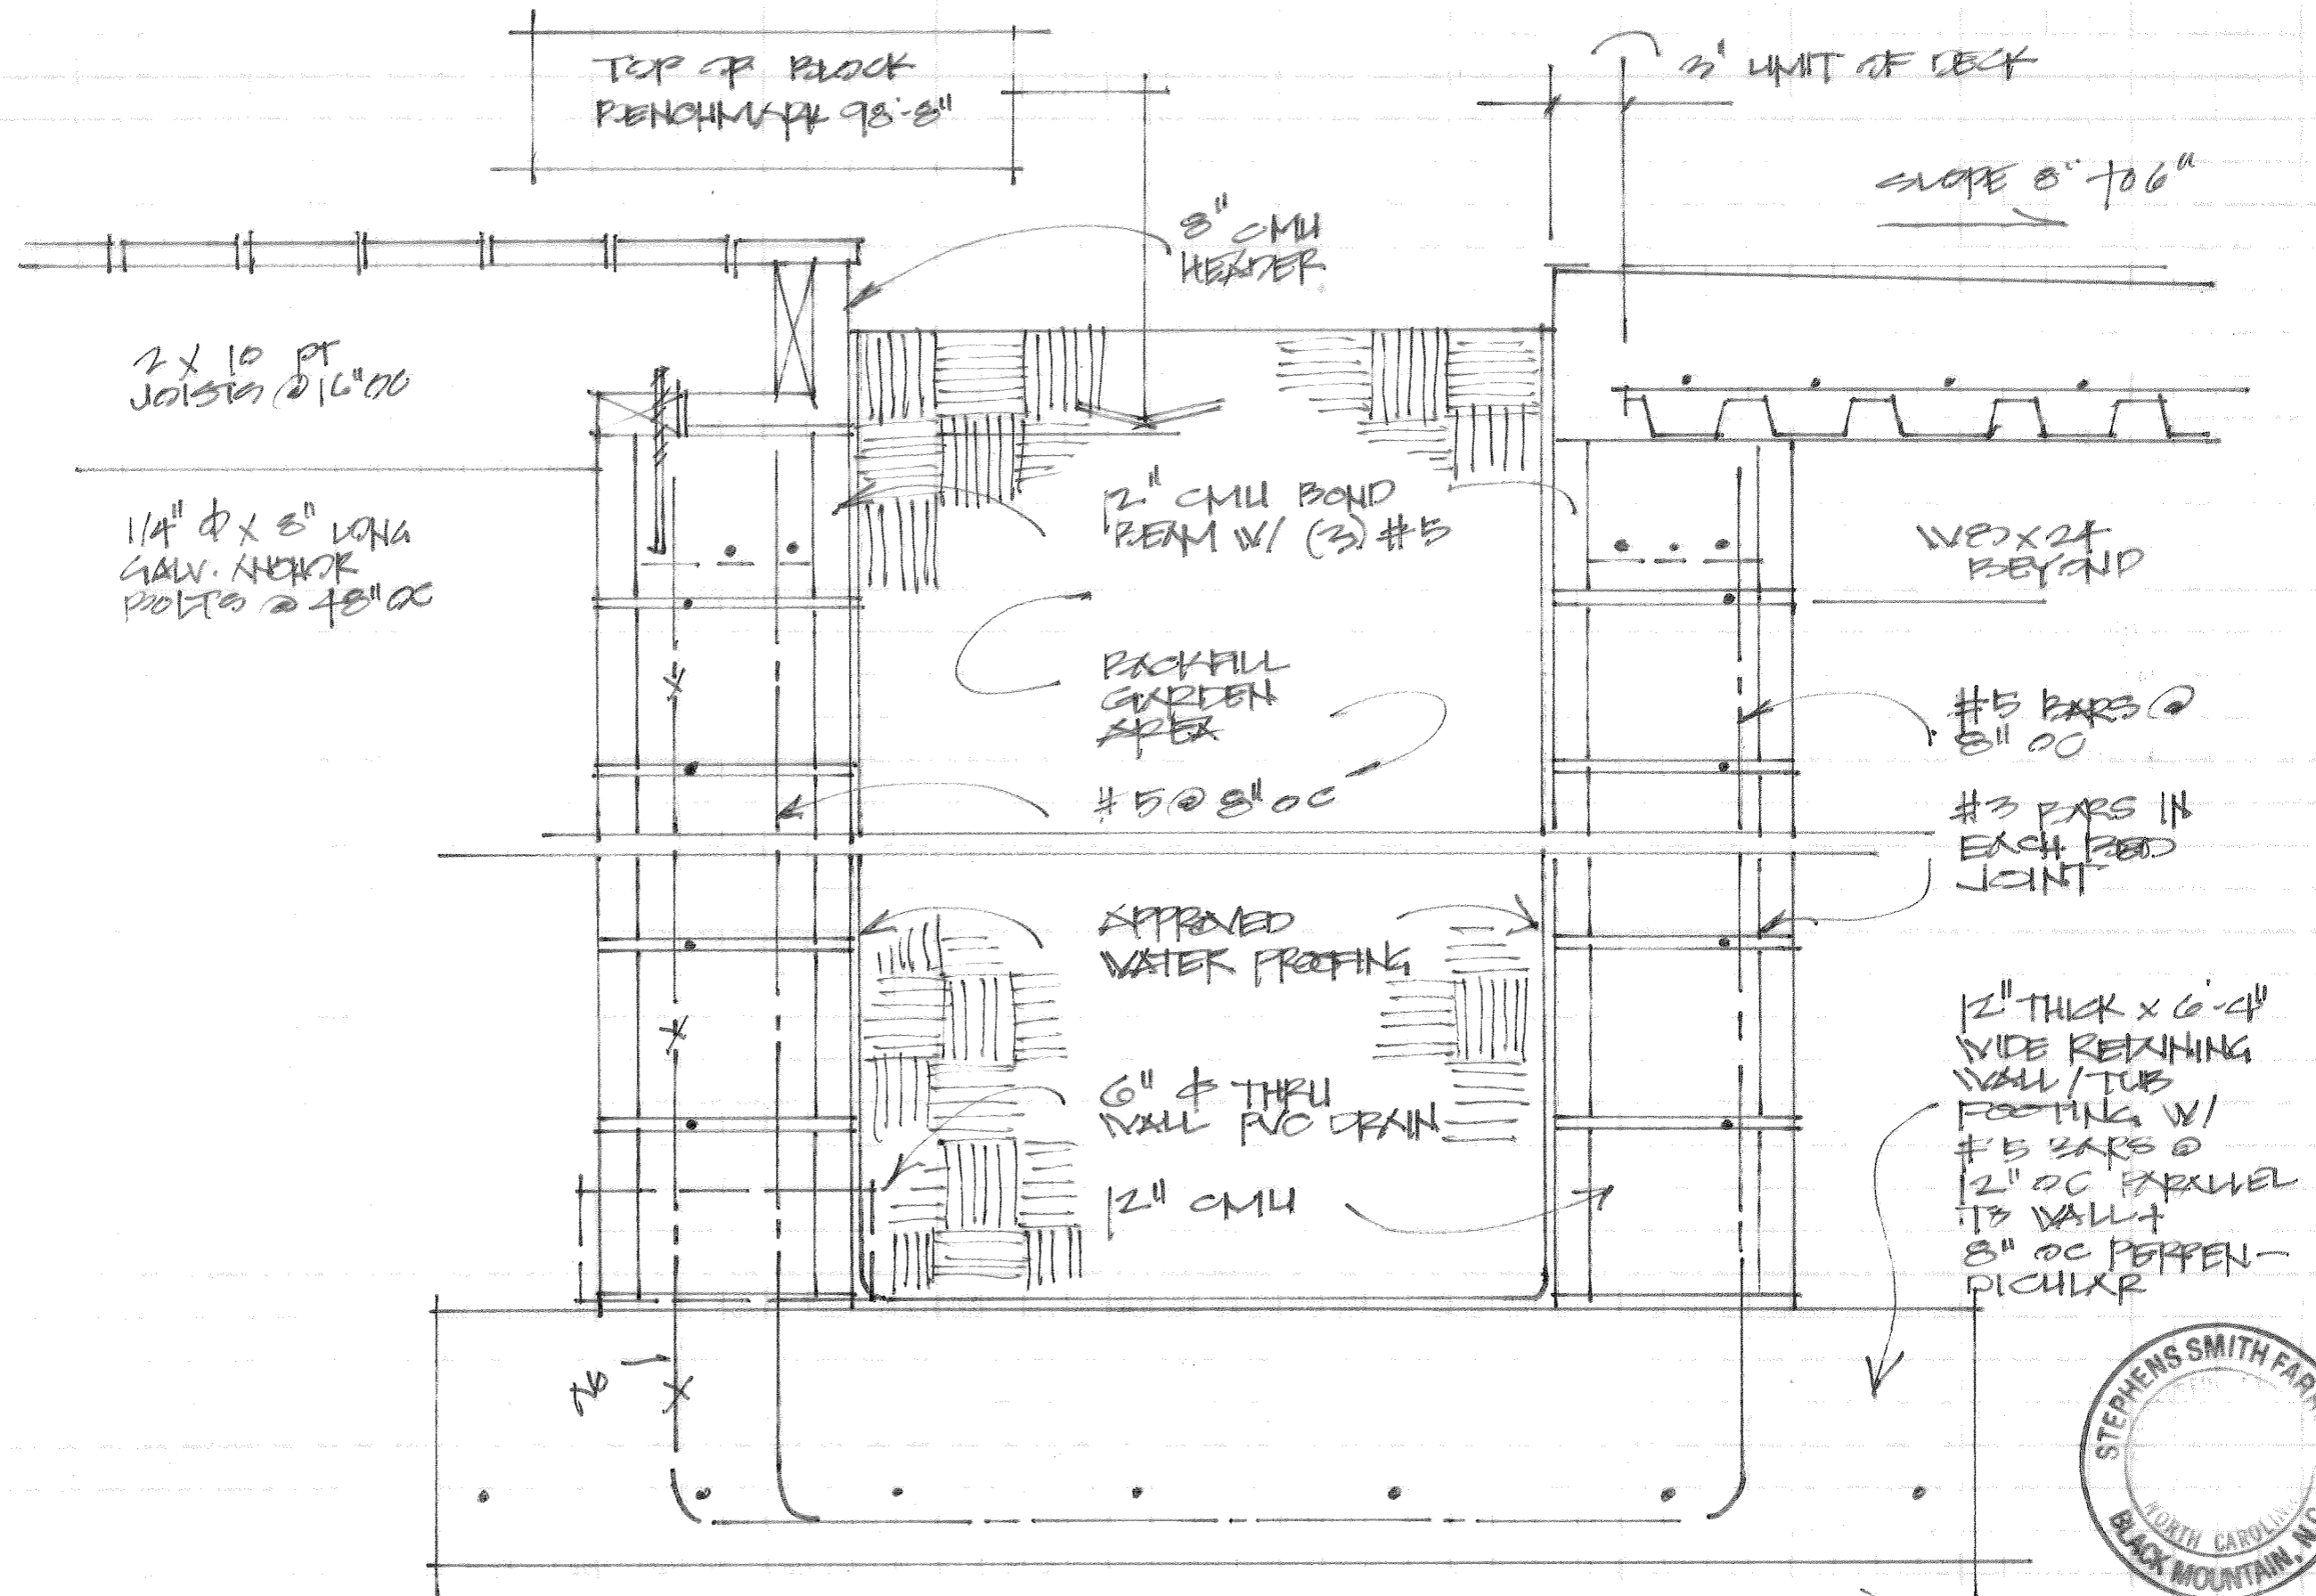 TOP OF BLOCK
BENCHMARK 98'-8"
3" LIMIT OF DECK
SLOPE 8" TO 6"
8" CMU
HEADER
2 X 10 PT
JOISTS @ 16" OC
1/4" Φ X 8" LONG
GALV. ANCHOR
BOLTS @ 48" OC
12" CMU BOND
BEAM W/ (3) #5
W8 X 24
BEYOND
BACKFILL
GARDEN
AREA
#5 @ 8" OC
#5 BARS @
8" OC
#3 BARS IN
EACH BED
JOINT
APPROVED
WATER PROOFING
6" Φ THRU
WALL PVC DRAIN
12" CMU
12" THICK X 6'-4"
WIDE RETAINING
WALL / TUB
FOOTING W/
#5 BARS @
12" OC PARALLEL
TO WALL +
8" OC PERPEN-
DICULAR
STEPHENS SMITH
NORTH CAROLINA
BLACK MOUNTAIN, N.C.